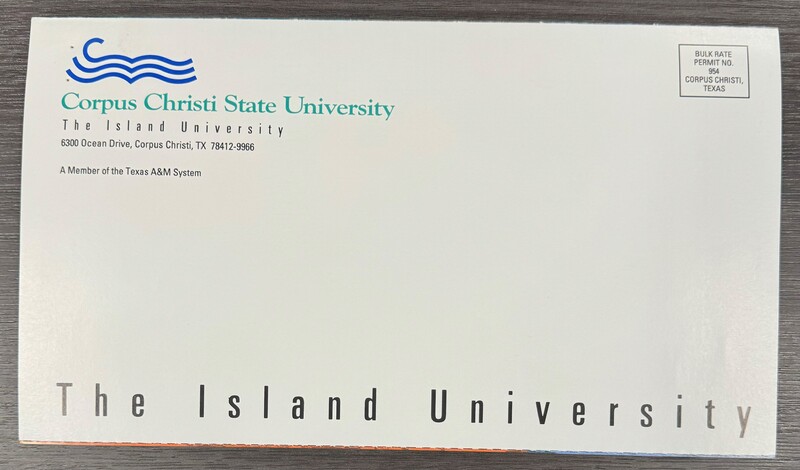 Corpus Christi State University
The Island University
6300 Ocean Drive, Corpus Christi, TX 78412-9966
A Member of the Texas A&M System
BULK RATE
PERMIT NO.
954
CORPUS CHRISTI,
TEXAS
The Island University